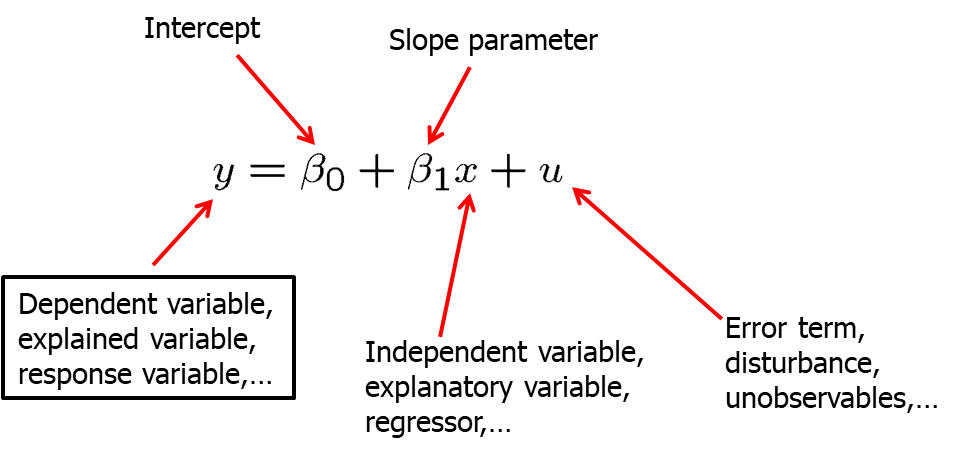 Intercept
Slope parameter
y = β₀ + β₁x + u
Dependent variable,
explained variable,
response variable,...
Independent variable,
explanatory variable,
regressor,...
Error term,
disturbance,
unobservables,...